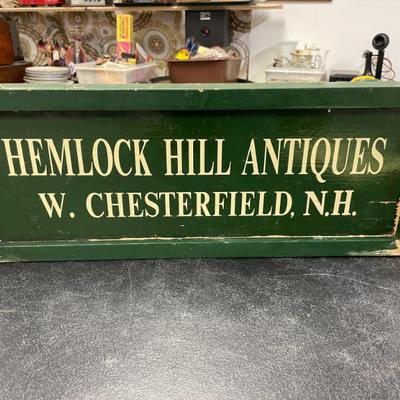 HEMLOCK HILL ANTIQUES
W. CHESTERFIELD, N.H.